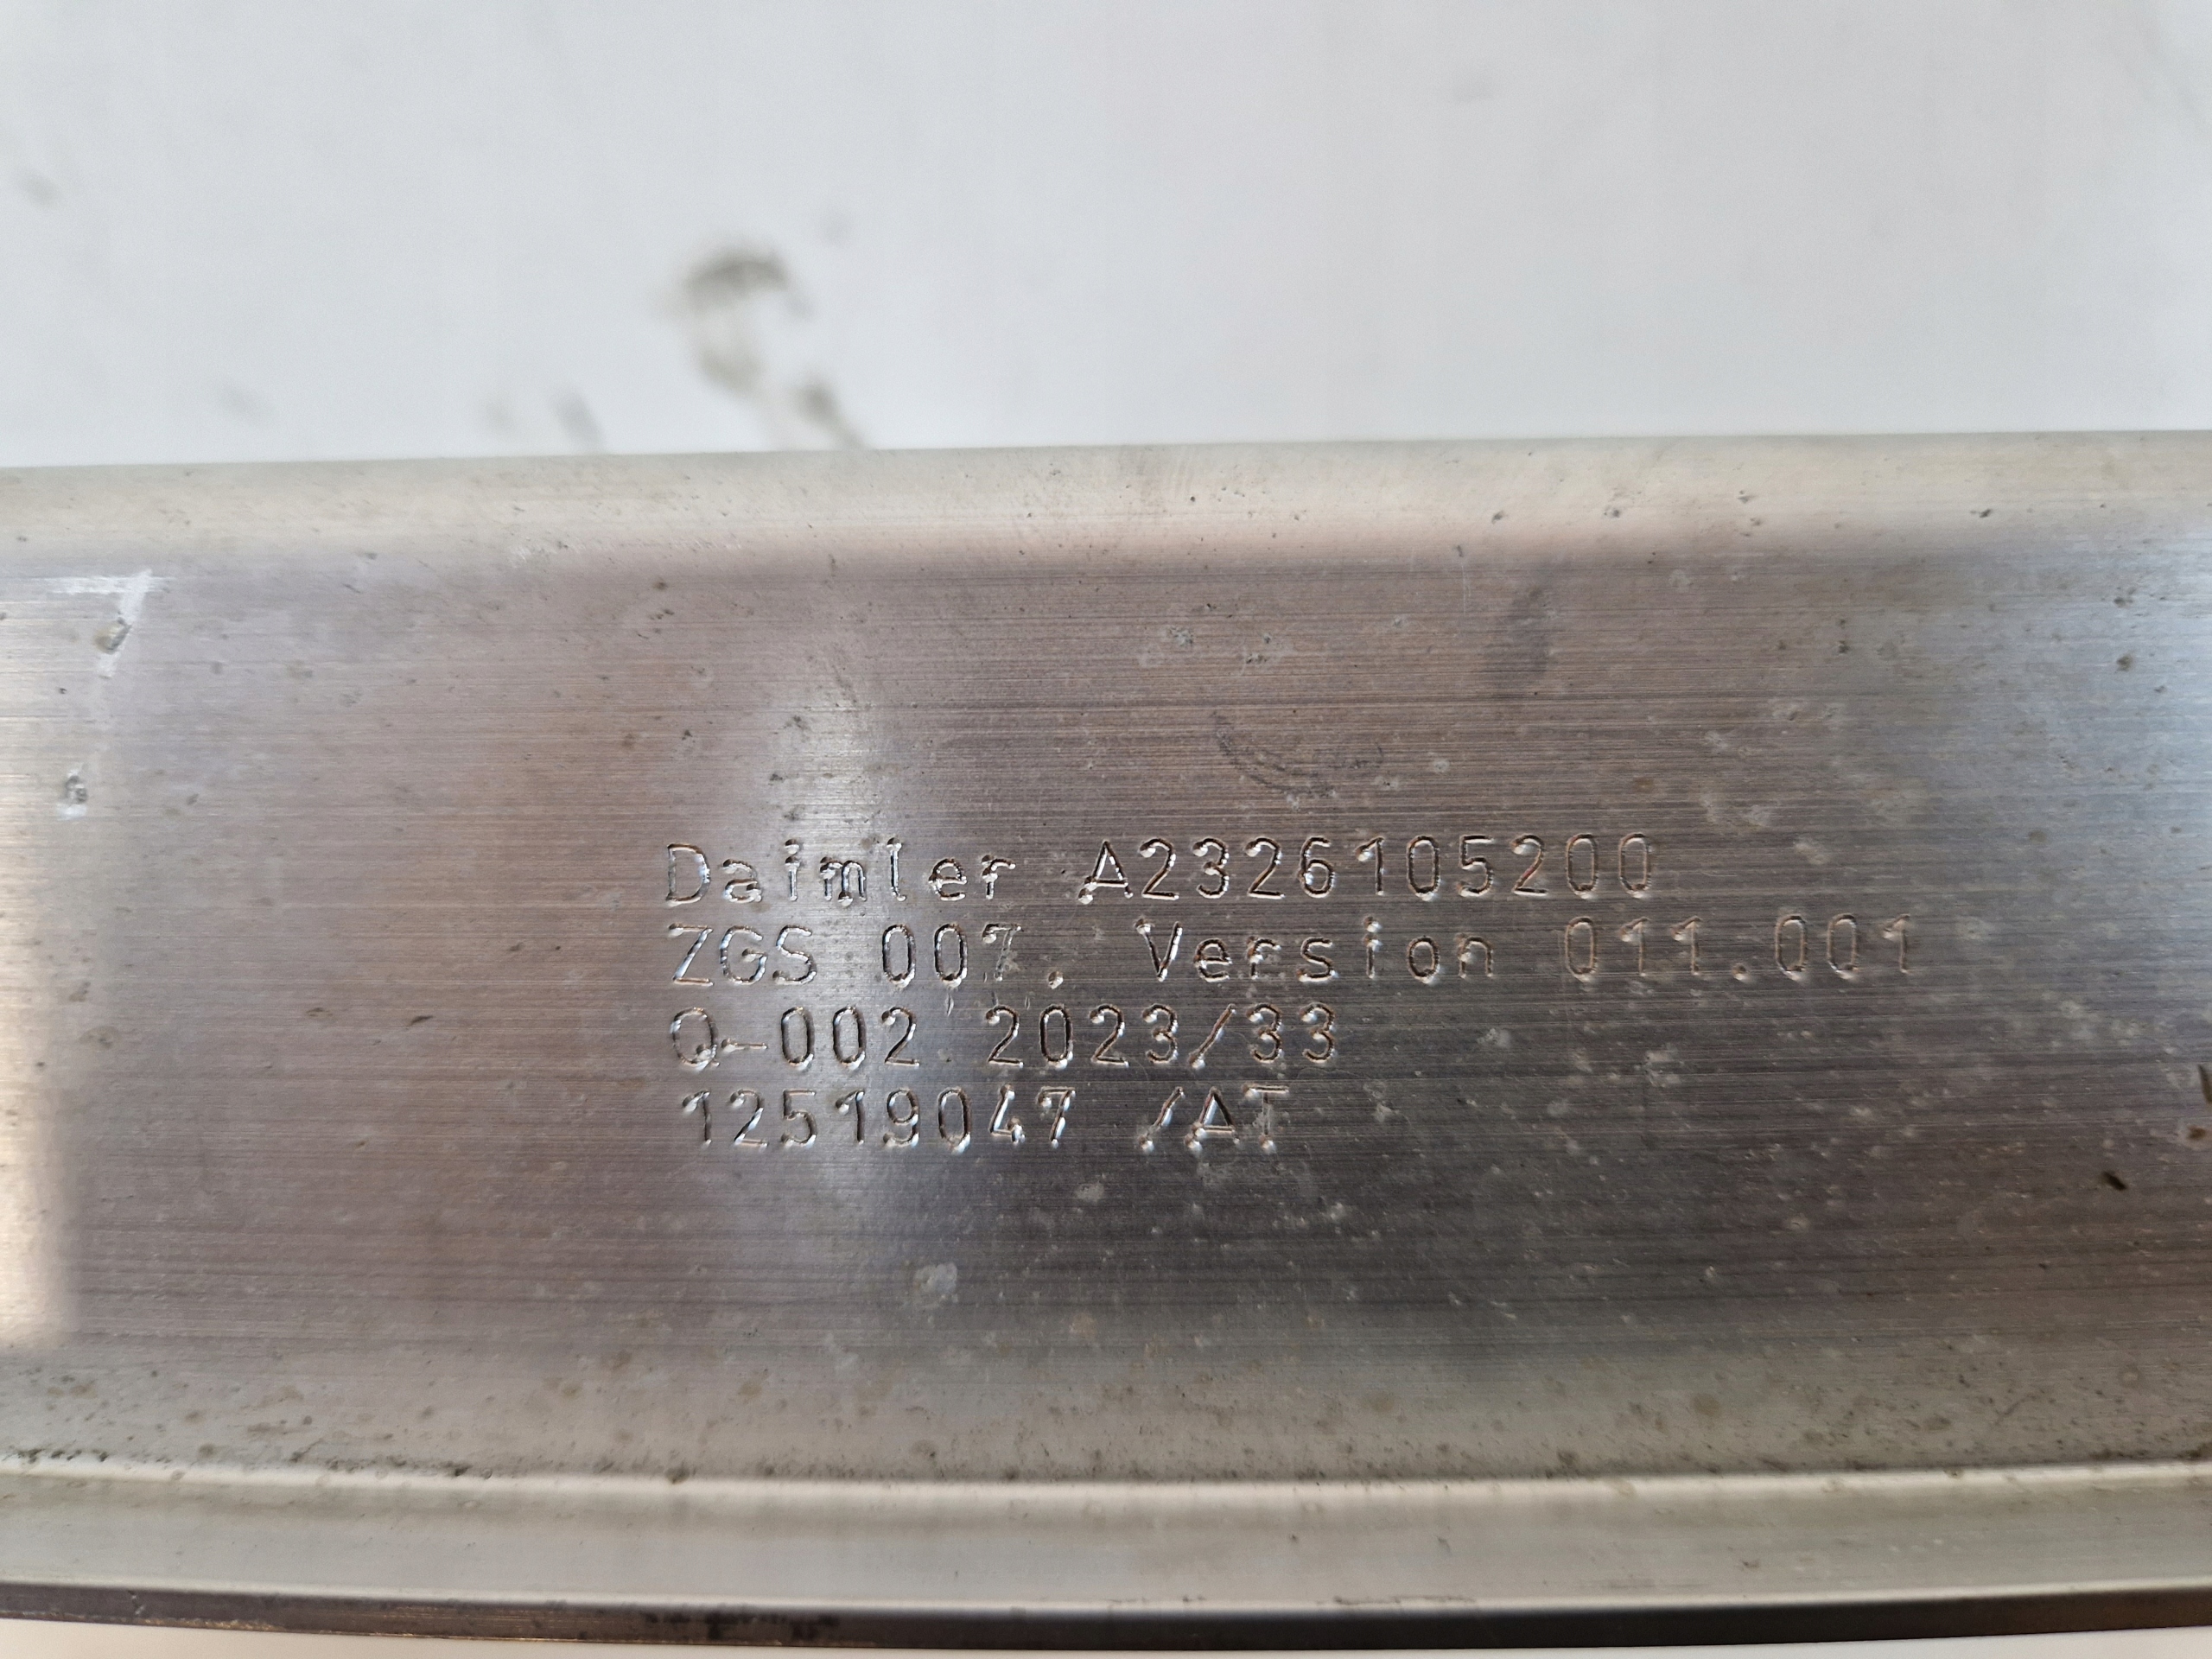 Daimler A2326105200
ZGS 007. Version 011.001
Q-002 2023/33
12519047 /AT